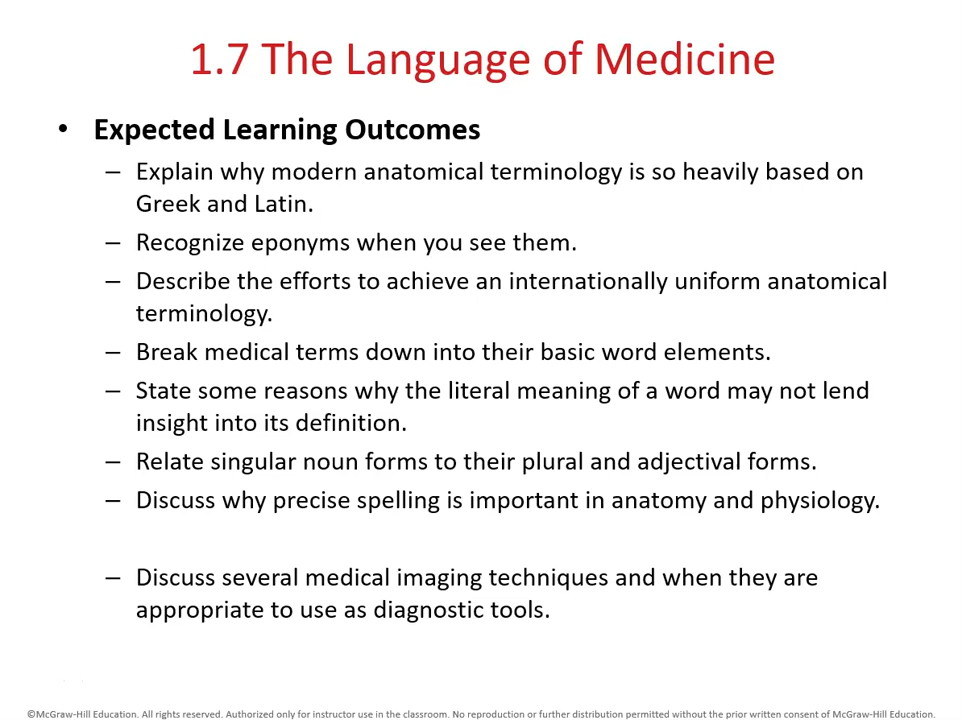 1.7 The Language of Medicine
• Expected Learning Outcomes
– Explain why modern anatomical terminology is so heavily based on
Greek and Latin.
– Recognize eponyms when you see them.
– Describe the efforts to achieve an internationally uniform anatomical
terminology.
– Break medical terms down into their basic word elements.
– State some reasons why the literal meaning of a word may not lend
insight into its definition.
– Relate singular noun forms to their plural and adjectival forms.
– Discuss why precise spelling is important in anatomy and physiology.
– Discuss several medical imaging techniques and when they are
appropriate to use as diagnostic tools.
©McGraw-Hill Education. All rights reserved. Authorized only for instructor use in the classroom. No reproduction or further distribution permitted without the prior written consent of McGraw-Hill Education.